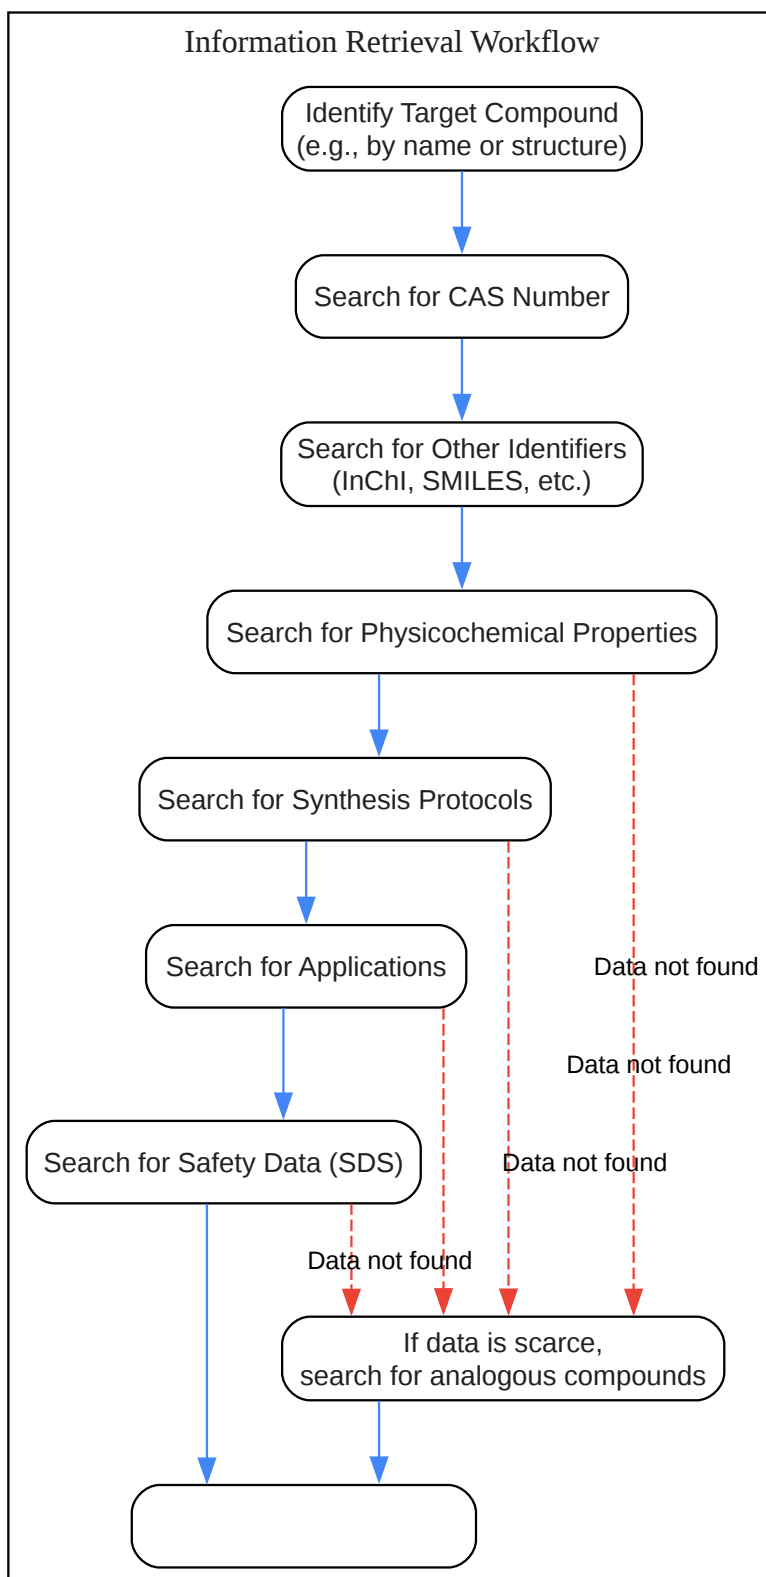 Information Retrieval Workflow
Identify Target Compound
(e.g., by name or structure)
Search for CAS Number
Search for Other Identifiers
(InChI, SMILES, etc.)
Search for Physicochemical Properties
Search for Synthesis Protocols
Search for Applications
Data not found
Data not found
Search for Safety Data (SDS)
Data not found
Data not found
If data is scarce,
search for analogous compounds